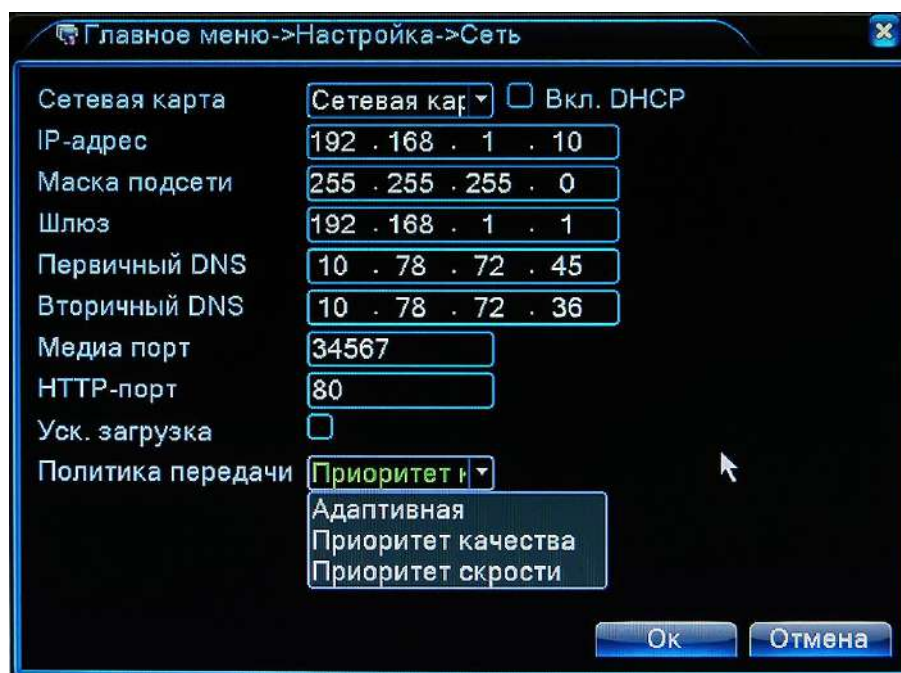 Главное меню->Настройка->Сеть
Сетевая карта Сетевая кар Вкл. DHCP
IP-адрес 192 . 168 . 1 . 10
Маска подсети 255 . 255 . 255 . 0
Шлюз 192 . 168 . 1 . 1
Первичный DNS 10 . 78 . 72 . 45
Вторичный DNS 10 . 78 . 72 . 36
Медиа порт 34567
HTTP-порт 80
Уск. загрузка
Политика передачи Приоритет к
Адаптивная
Приоритет качества
Приоритет скрости
Ок Отмена